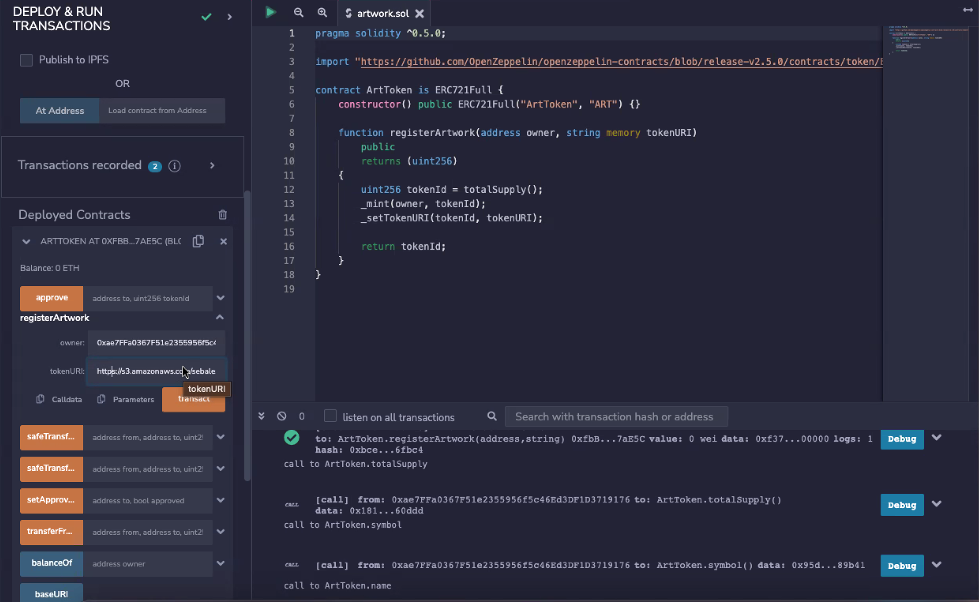 DEPLOY & RUN
TRANSACTIONS
Publish to IPFS
OR
At Address
Load contract from Address
Transactions recorded 2 i
Deployed Contracts
ARTTOKEN AT 0XFBB...7AE5C (BLO
Balance: 0 ETH
approve
address to, uint256 tokenId
registerArtwork
owner:
0xae7FFa0367F51e2355956f5c4
tokenURI:
https://s3.amazonaws.co
/sebale
tokenURI
Calldata
Parameters
transact
safeTransf...
address from, address to, uint2
safeTransf...
address from, address to, uint2
setApprov...
address to, bool approved
transferFr...
address from, address to, uint2
balanceOf
address owner
baseURI
artwork.sol
1 pragma solidity ^0.5.0;
2
3 import "https://github.com/OpenZeppelin/openzeppelin-contracts/blob/release-v2.5.0/contracts/token/
4
5 contract ArtToken is ERC721Full {
6 constructor() public ERC721Full("ArtToken", "ART") {}
7
8 function registerArtwork(address owner, string memory tokenURI)
9 public
10 returns (uint256)
11 {
12 uint256 tokenId = totalSupply();
13 _mint(owner, tokenId);
14 _setTokenURI(tokenId, tokenURI);
15
16 return tokenId;
17 }
18 }
19
0
listen on all transactions
Search with transaction hash or address
to: ArtToken.registerArtwork(address,string) 0xfbB...7AE5C value: 0 wei data: 0xf37...00000 logs: 1
hash: 0xbce...6fbc4
Debug
call to ArtToken.totalSupply
CALL
[call] from: 0xae7FFa0367F51e2355956f5c46Ed3DF1D3719176 to: ArtToken.totalSupply()
data: 0x181...60ddd
Debug
call to ArtToken.symbol
CALL
[call] from: 0xae7FFa0367F51e2355956f5c46Ed3DF1D3719176 to: ArtToken.symbol() data: 0x95d...89b41
Debug
call to ArtToken.name